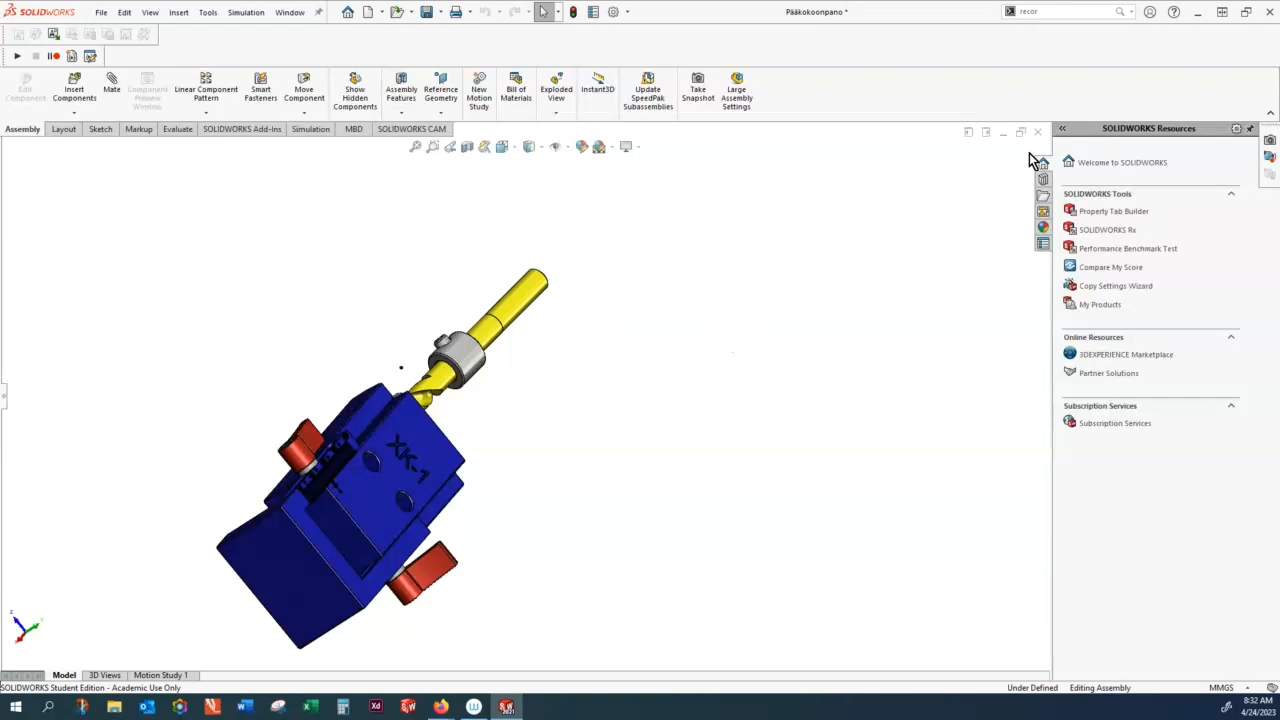 SOLIDWORKS File Edit View Insert Tools Simulation Window Pääkokoonpano * recor
Edit Component Insert Components Mate Component Preview Window Linear Component Pattern Smart Fasteners Move Component Show Hidden Components Assembly Features Reference Geometry New Motion Study Bill of Materials Exploded View Instant3D Update SpeedPak Subassemblies Take Snapshot Large Assembly Settings
Assembly Layout Sketch Markup Evaluate SOLIDWORKS Add-Ins Simulation MBD SOLIDWORKS CAM
SOLIDWORKS Resources
Welcome to SOLIDWORKS
SOLIDWORKS Tools
Property Tab Builder
SOLIDWORKS Rx
Performance Benchmark Test
Compare My Score
Copy Settings Wizard
My Products
Online Resources
3DEXPERIENCE Marketplace
Partner Solutions
Subscription Services
Subscription Services
XK-1
Model 3D Views Motion Study 1
SOLIDWORKS Student Edition - Academic Use Only Under Defined Editing Assembly MMGS
8:32 AM
4/24/2023